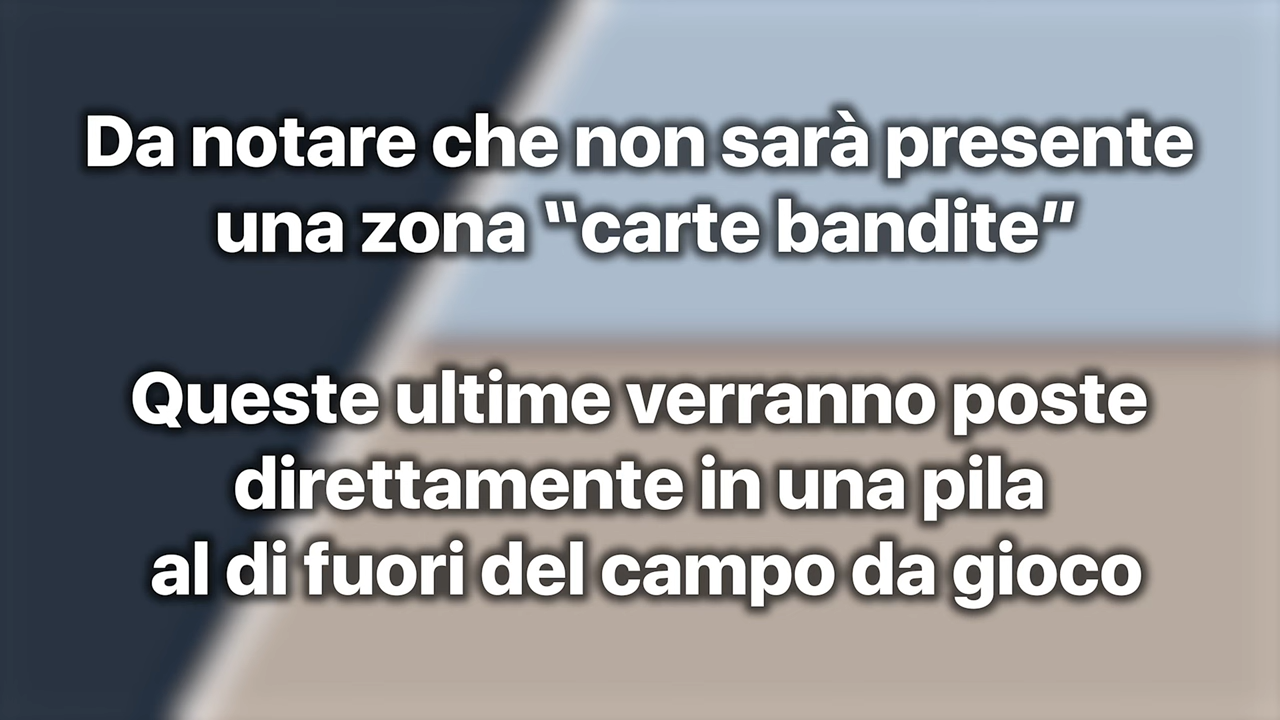 Da notare che non sarà presente
una zona “carte bandite”
Queste ultime verranno poste
direttamente in una pila
al di fuori del campo da gioco